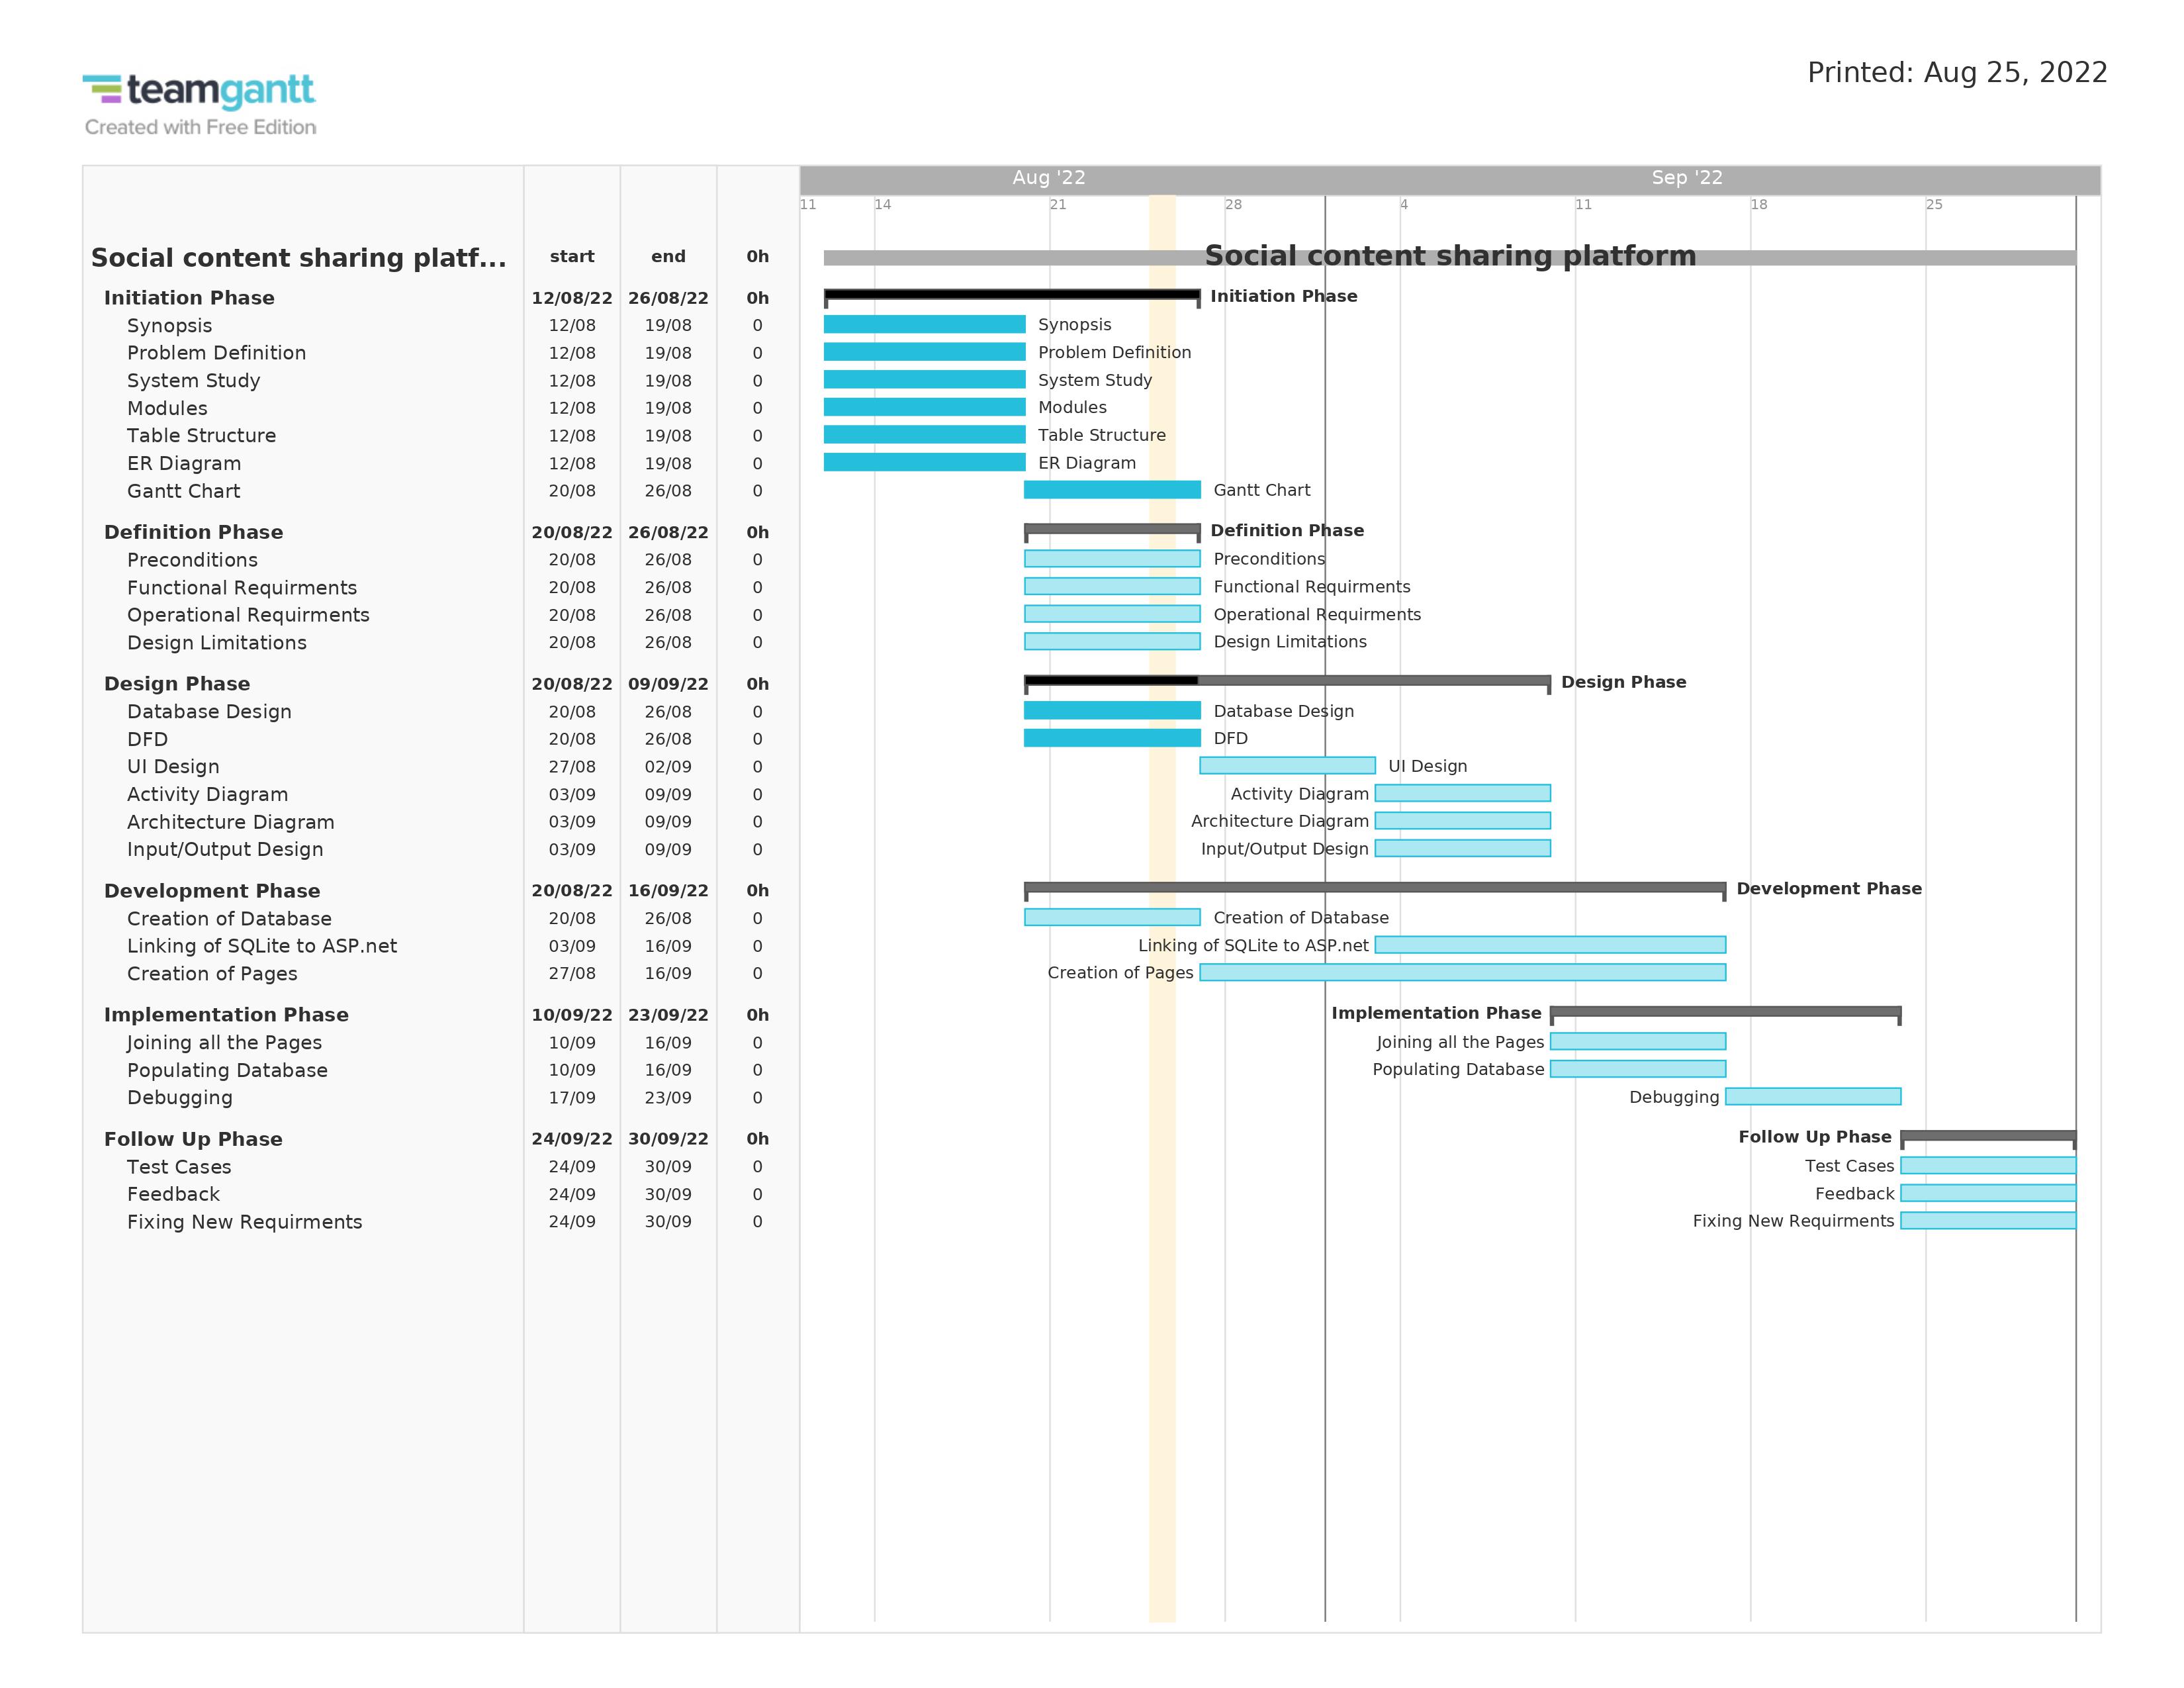 Printed: Aug 25, 2022
teamgantt
Created with Free Edition
Aug '22 Sep '22
11 14 21 28 4 11 18 25
Social content sharing platf... start end 0h Social content sharing platform
Initiation Phase 12/08/22 26/08/22 0h Initiation Phase
Synopsis 12/08 19/08 0 Synopsis
Problem Definition 12/08 19/08 0 Problem Definition
System Study 12/08 19/08 0 System Study
Modules 12/08 19/08 0 Modules
Table Structure 12/08 19/08 0 Table Structure
ER Diagram 12/08 19/08 0 ER Diagram
Gantt Chart 20/08 26/08 0 Gantt Chart
Definition Phase 20/08/22 26/08/22 0h Definition Phase
Preconditions 20/08 26/08 0 Preconditions
Functional Requirments 20/08 26/08 0 Functional Requirments
Operational Requirments 20/08 26/08 0 Operational Requirments
Design Limitations 20/08 26/08 0 Design Limitations
Design Phase 20/08/22 09/09/22 0h Design Phase
Database Design 20/08 26/08 0 Database Design
DFD 20/08 26/08 0 DFD
UI Design 27/08 02/09 0 UI Design
Activity Diagram 03/09 09/09 0 Activity Diagram
Architecture Diagram 03/09 09/09 0 Architecture Diagram
Input/Output Design 03/09 09/09 0 Input/Output Design
Development Phase 20/08/22 16/09/22 0h Development Phase
Creation of Database 20/08 26/08 0 Creation of Database
Linking of SQLite to ASP.net 03/09 16/09 0 Linking of SQLite to ASP.net
Creation of Pages 27/08 16/09 0 Creation of Pages
Implementation Phase 10/09/22 23/09/22 0h Implementation Phase
Joining all the Pages 10/09 16/09 0 Joining all the Pages
Populating Database 10/09 16/09 0 Populating Database
Debugging 17/09 23/09 0 Debugging
Follow Up Phase 24/09/22 30/09/22 0h Follow Up Phase
Test Cases 24/09 30/09 0 Test Cases
Feedback 24/09 30/09 0 Feedback
Fixing New Requirments 24/09 30/09 0 Fixing New Requirments